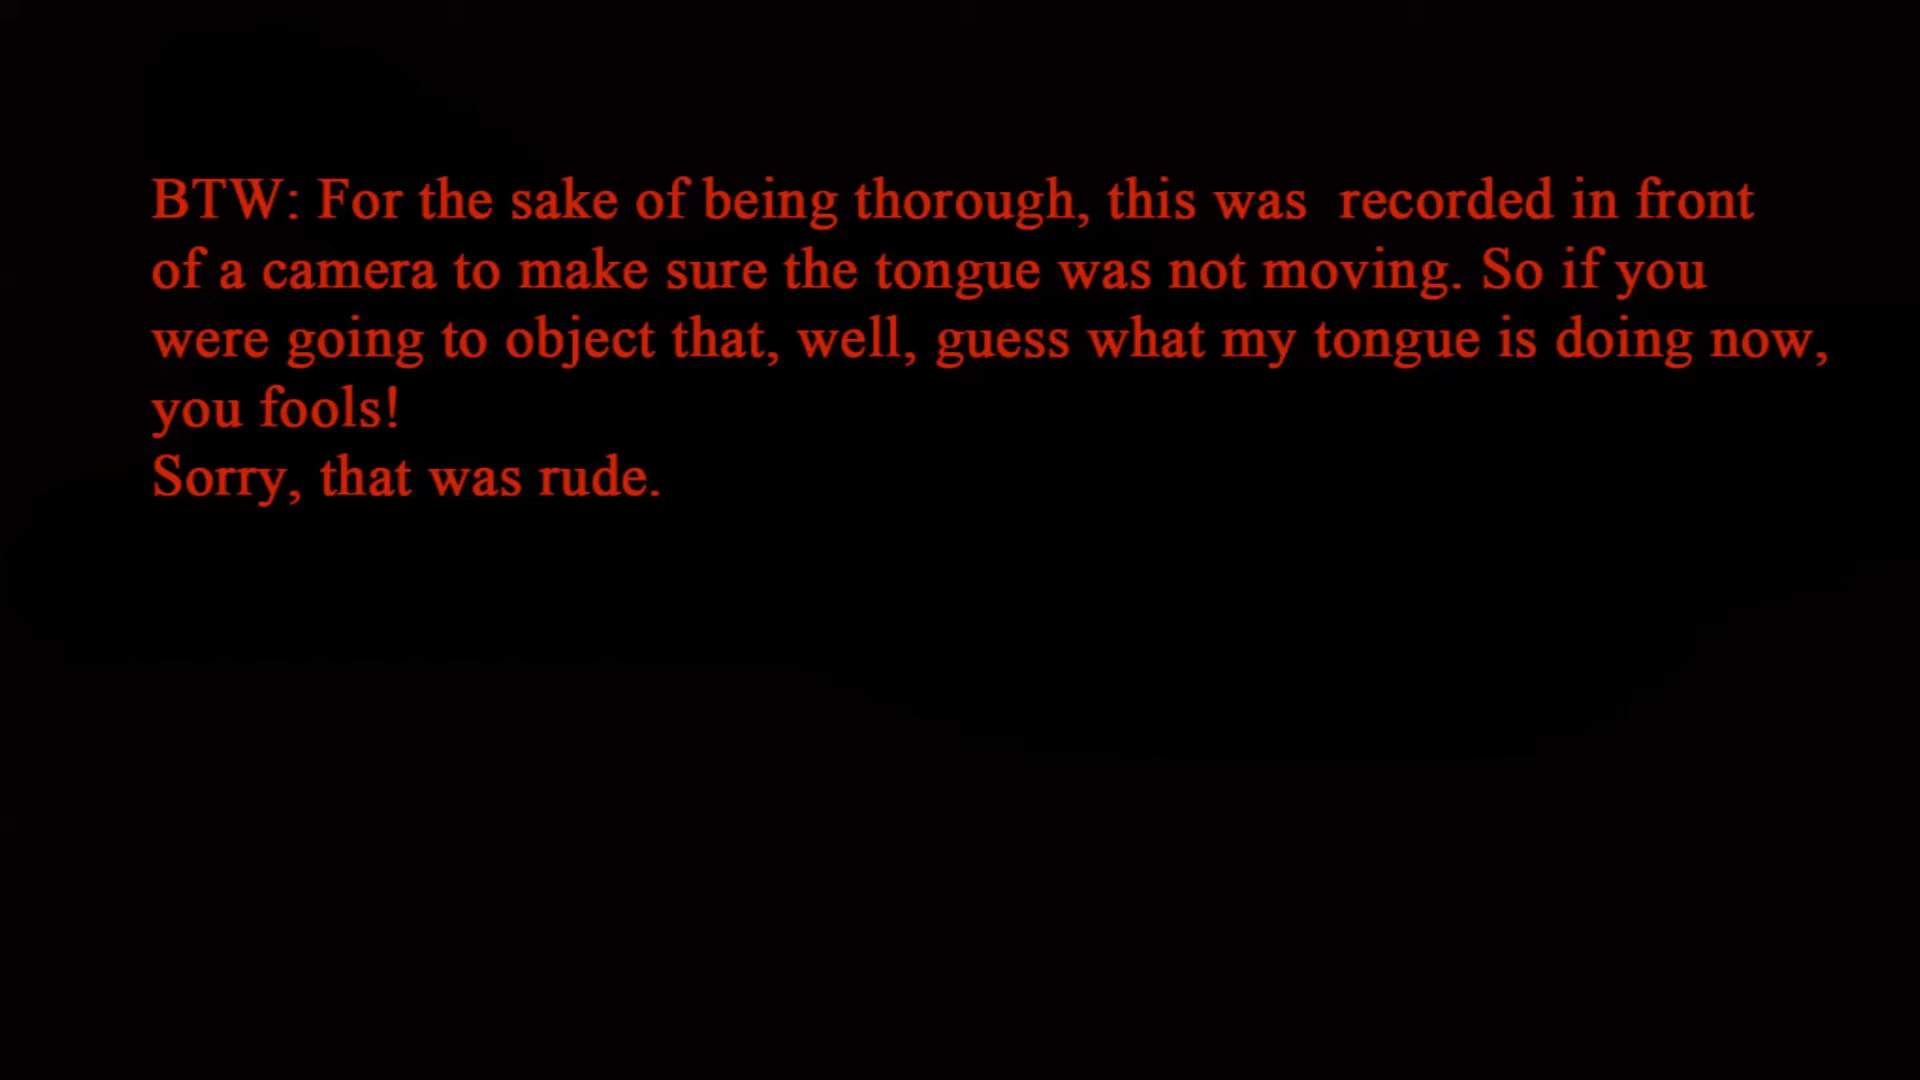 BTW: For the sake of being thorough, this was  recorded in front
of a camera to make sure the tongue was not moving. So if you
were going to object that, well, guess what my tongue is doing now,
you fools!
Sorry, that was rude.